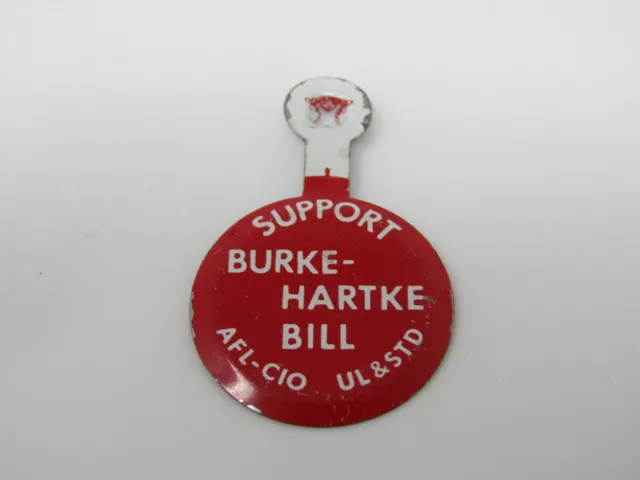 SUPPORT
BURKE-
HARTKE
BILL
AFL-CIO UL & STD